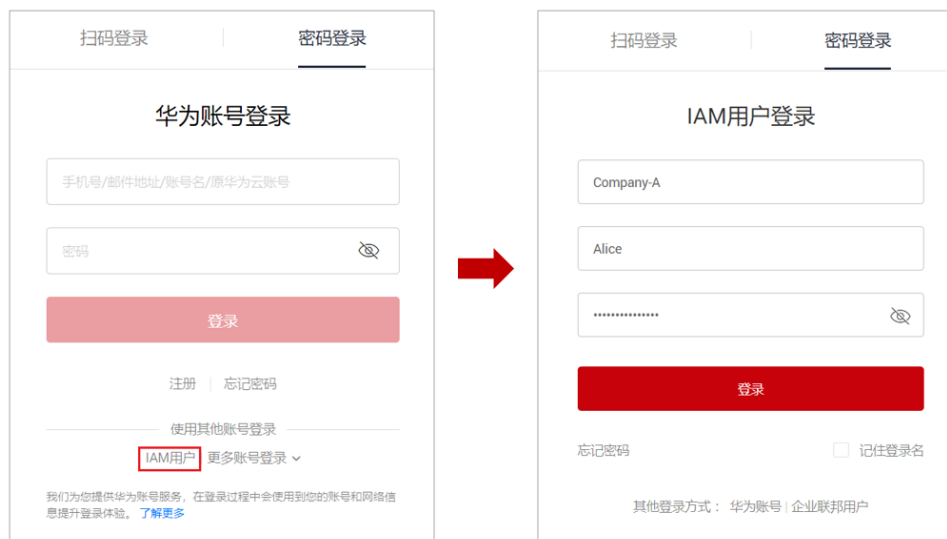 扫码登录
密码登录
华为账号登录
手机号/邮件地址/账号名/原华为云账号
密码
登录
注册
忘记密码
使用其他账号登录
IAM用户 更多账号登录
我们为您提供华为账号服务，在登录过程中会使用到您的账号和网络信
息提升登录体验。 了解更多
扫码登录
密码登录
IAM用户登录
Company-A
Alice
登录
忘记密码
记住登录名
其他登录方式： 华为账号 | 企业联邦用户